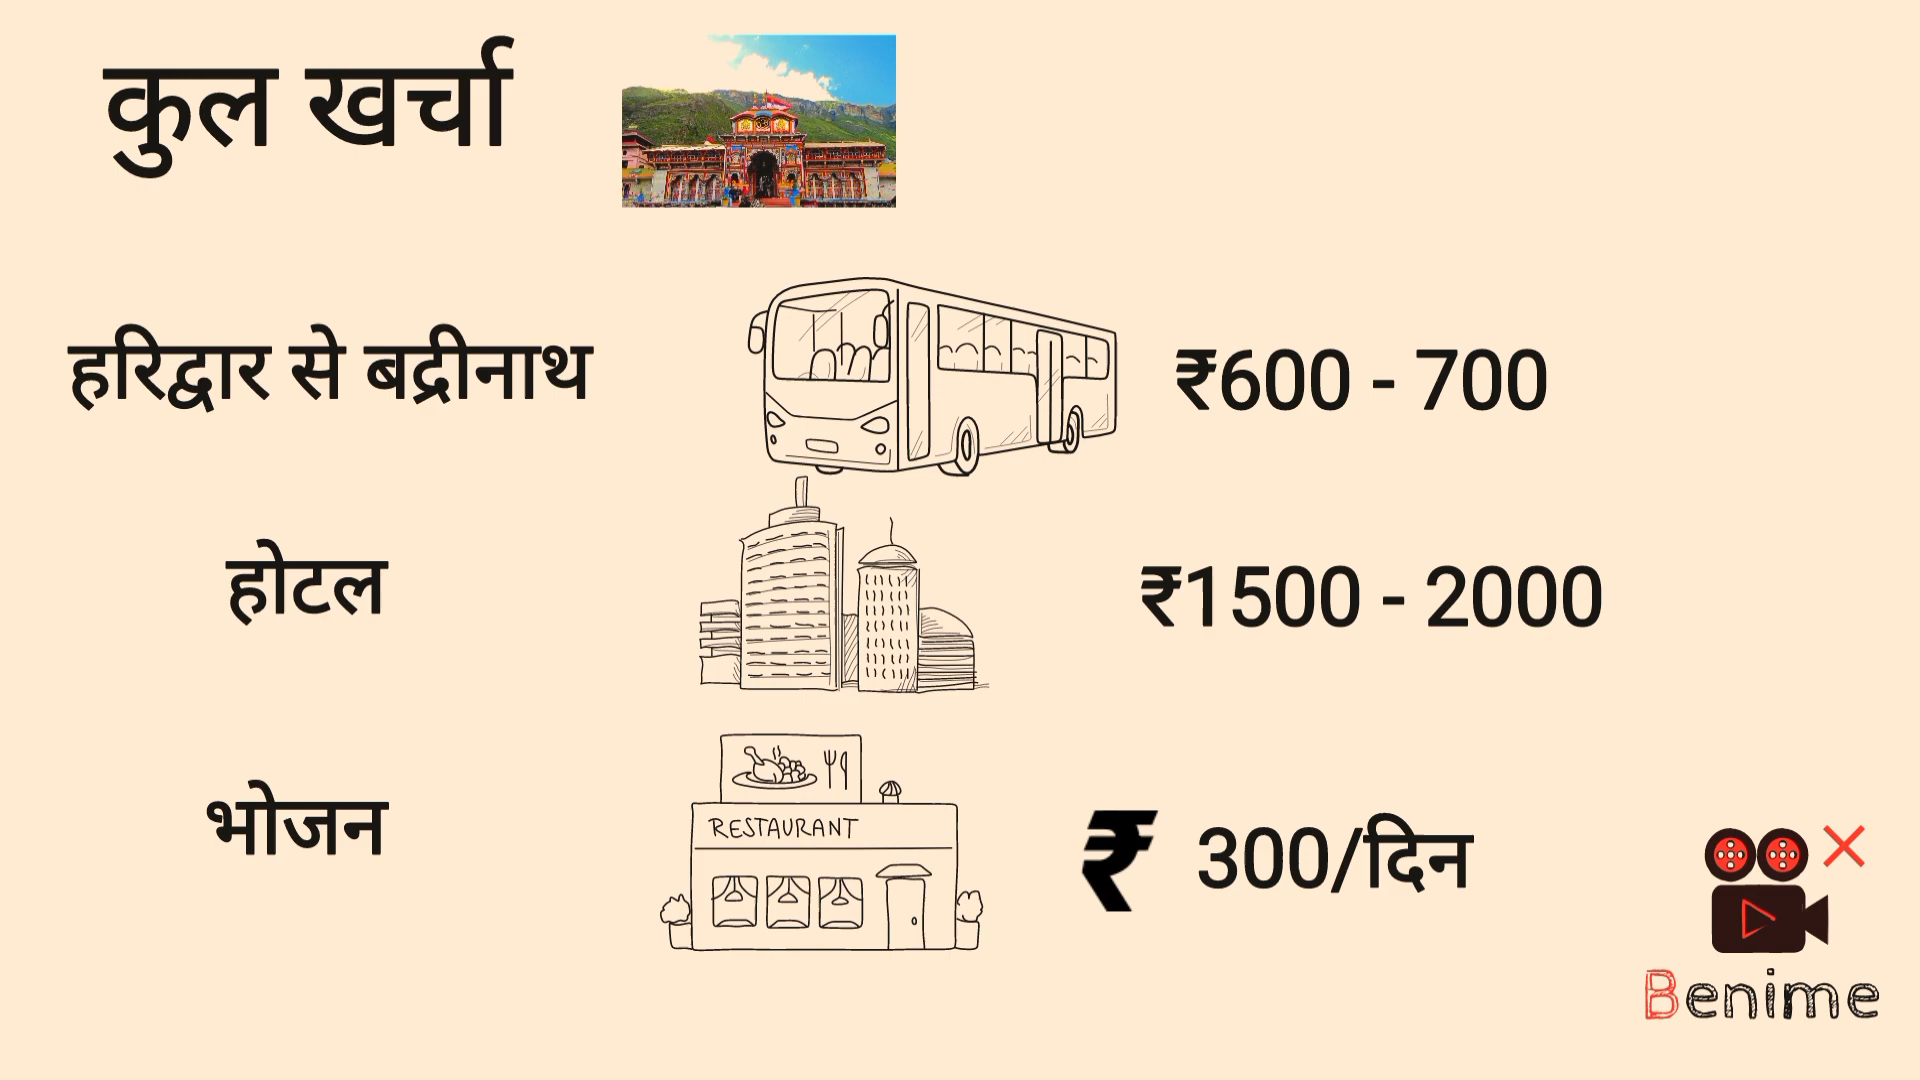 कुल खर्चा
हरिद्वार से बद्रीनाथ
₹600 - 700
होटल
₹1500 - 2000
RESTAURANT
भोजन
₹ 300/दिन
Benime